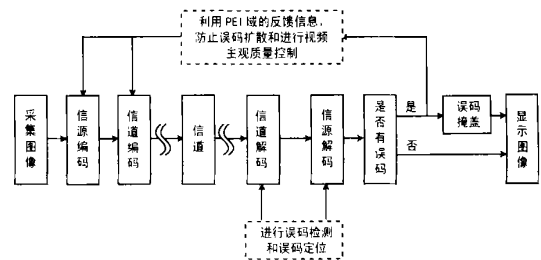 利用 PEI 域的反馈信息,
防止误码扩散和进行视频
主观质量控制
采集图像
信源编码
信道编码
信道
信道解码
信源解码
是否有误码
是
否
误码
掩盖
显示图像
进行误码检测
和误码定位